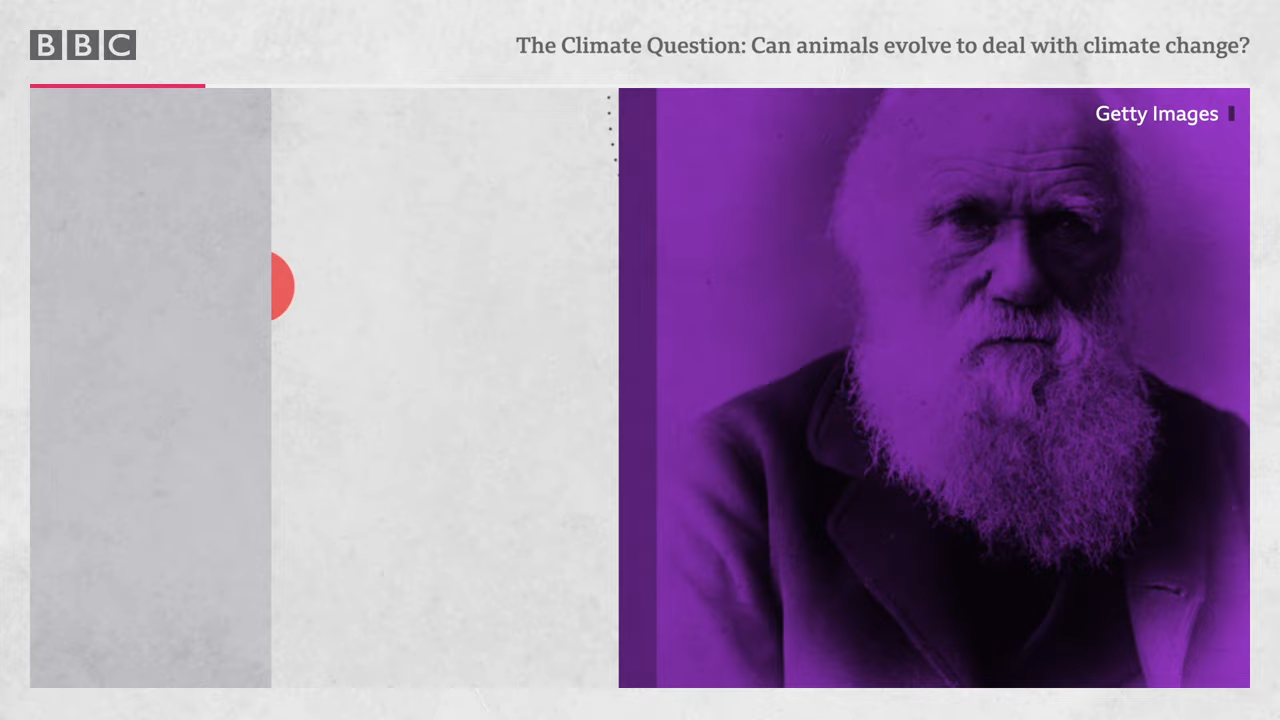 BBC
The Climate Question: Can animals evolve to deal with climate change?
Getty Images